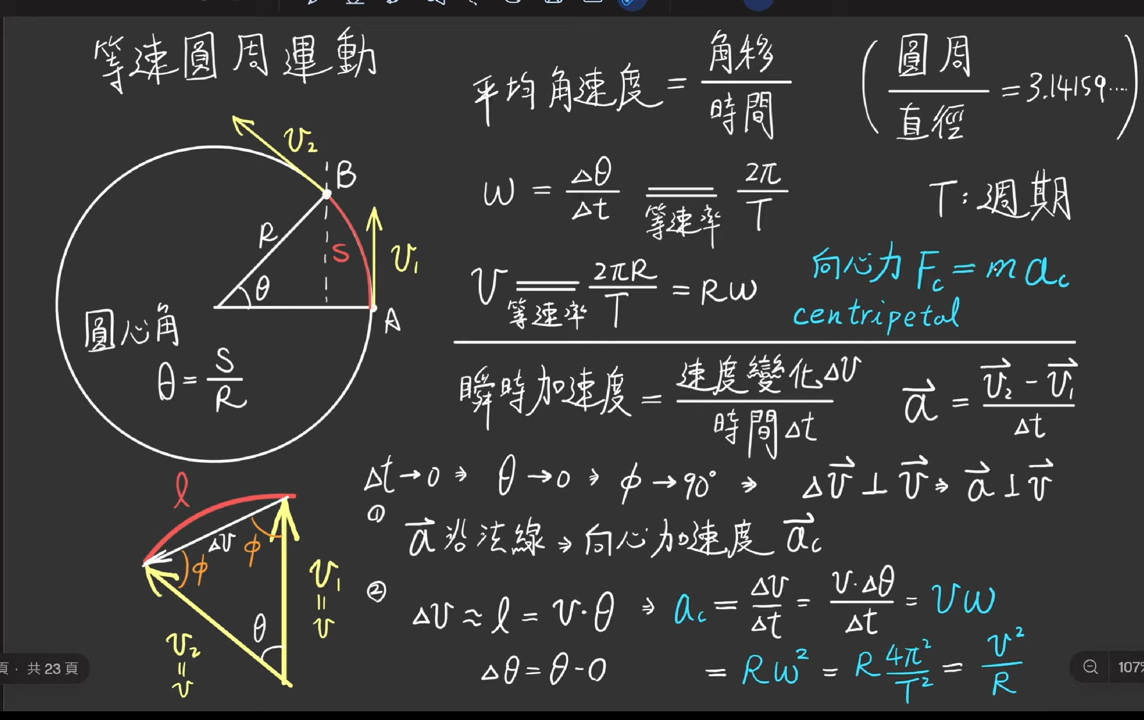 等速圓周運動
平均角速度 = 角移/時間 (圓周/直徑 = 3.14159...)
V₂
B
R
S
V₁
θ
A
圓心角
θ = S/R
ω = Δθ/Δt ＝(等速率) 2π/T T:週期
V ＝(等速率) 2πR/T = Rω
向心力 Fc = m ac
centripetal
瞬時加速度 = 速度變化ΔV/時間Δt a⃗ = (V⃗₂ - V⃗₁)/Δt
Δt→0 ⇒ θ→0 ⇒ φ→90° ⇒ ΔV⃗⊥V⃗ ⇒ a⃗⊥V⃗
① a⃗沿法線 ⇒ 向心加速度 a⃗c
② ΔV ≈ l = V·θ ⇒ ac = ΔV/Δt = V·Δθ/Δt = Vω
Δθ = θ-0 = Rω² = R 4π²/T² = V²/R
l
ΔV
φ
φ
θ
V₁ = V
V₂ = V
頁· 共 23 頁
107%